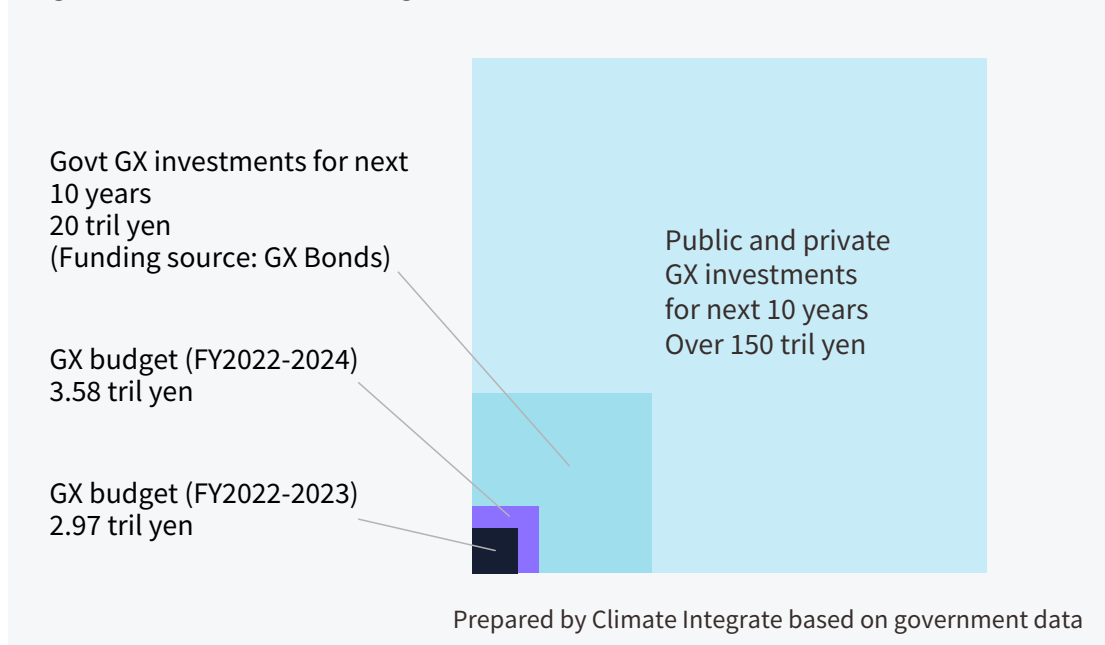 Govt GX investments for next
10 years
20 tril yen
(Funding source: GX Bonds)
Public and private
GX investments
for next 10 years
Over 150 tril yen
GX budget (FY2022-2024)
3.58 tril yen
GX budget (FY2022-2023)
2.97 tril yen
Prepared by Climate Integrate based on government data